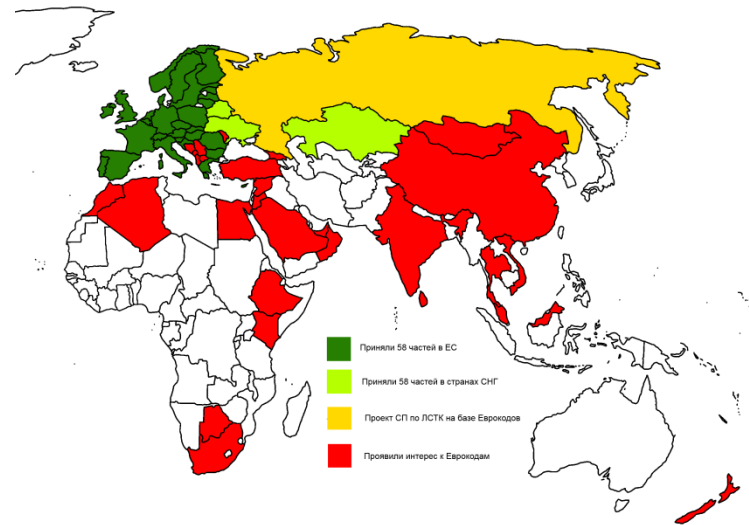 Приняли 58 частей в ЕС
Приняли 58 частей в странах СНГ
Проект СП по ЛСТК на базе Еврокодов
Проявили интерес к Еврокодам